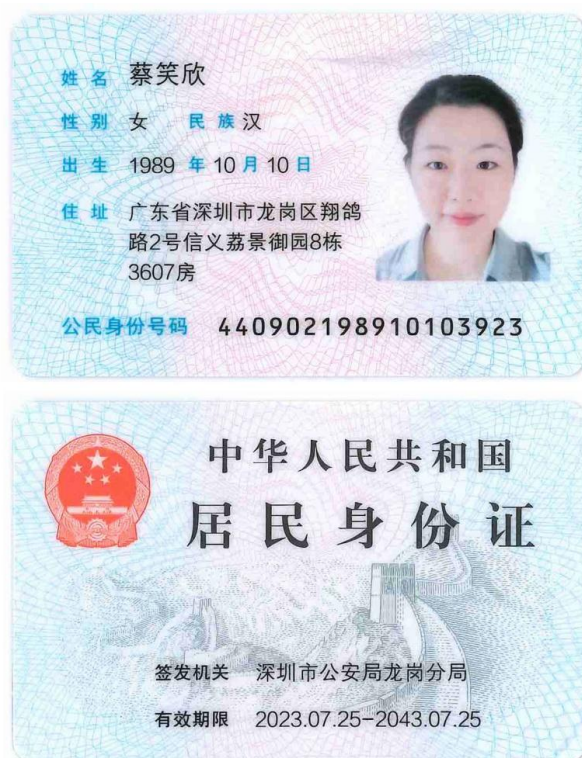 姓名 蔡笑欣
性别 女 民族 汉
出生 1989 年 10 月 10 日
住址 广东省深圳市龙岗区翔鸽
路2号信义荔景御园8栋
3607房
公民身份号码 440902198910103923
中华人民共和国
居民身份证
签发机关 深圳市公安局龙岗分局
有效期限 2023.07.25-2043.07.25